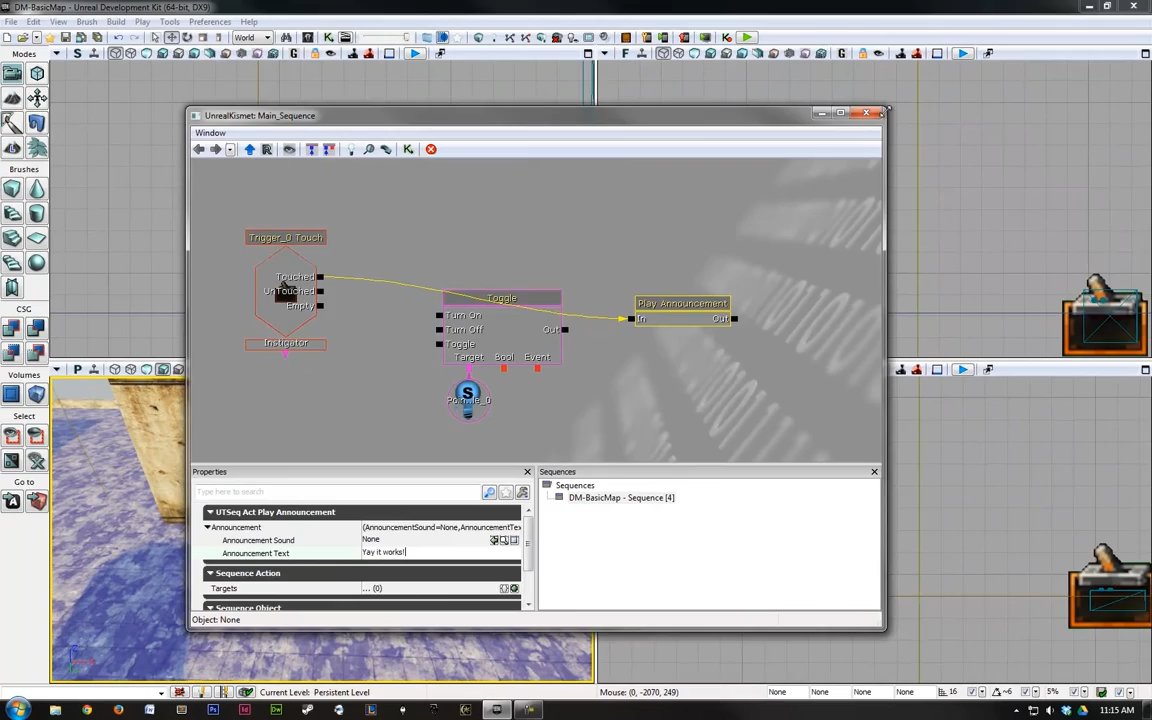 DM-BasicMap - Unreal Development Kit (64-bit, DX9)
File Edit View Brush Build Play Tools Preferences Help
World
Modes
S
G
F
G
UnrealKismet: Main_Sequence
Window
Trigger_0 Touch
Touched
UnTouched
Empty
Instigator
Toggle
Turn On
Turn Off
Toggle
Out
Target
Bool
Event
S
Play Announcement
In
Out
Brushes
CSG
Volumes
Select
Go to
P
Properties
Type here to search
UTSeq Act Play Announcement
Announcement
(AnnouncementSound=None,AnnouncementTex
Announcement Sound
None
Announcement Text
Yay it works!
Sequence Action
Targets
... (0)
Sequence Object
Object: None
Sequences
Sequences
DM-BasicMap - Sequence [4]
Current Level: Persistent Level
Mouse: (0, -2070, 249)
None
None
None
None
16
~6
5%
11:15 AM